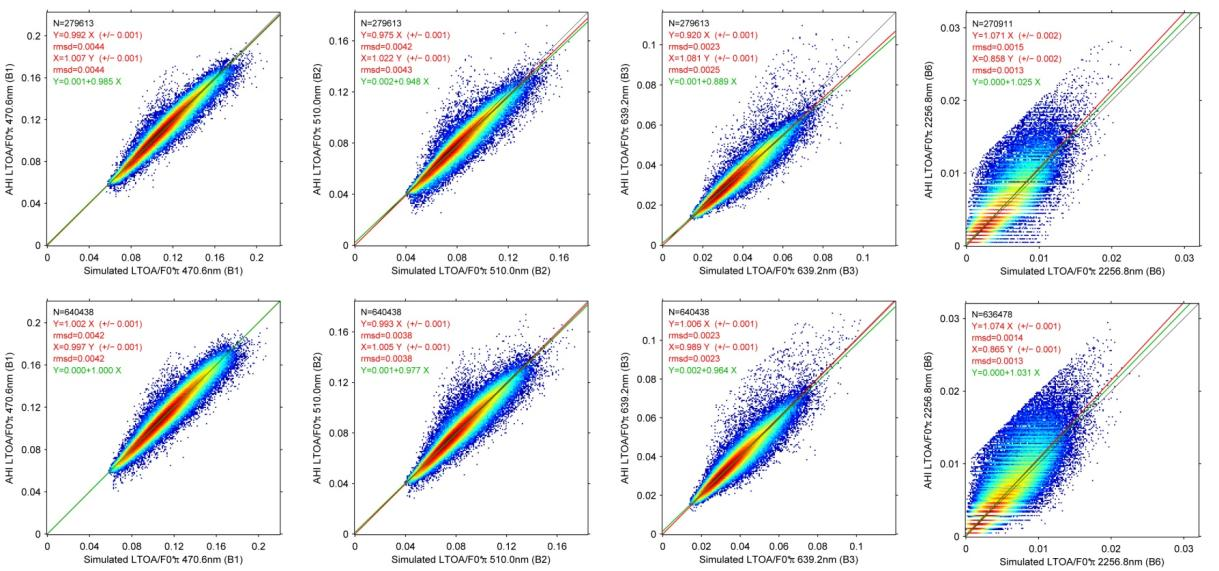 N=279613
Y=0.992 X (+/- 0.001)
rmsd=0.0044
X=1.007 Y (+/- 0.001)
rmsd=0.0044
Y=0.001+0.985 X
AHI LTOA/F0*π 470.6nm (B1)
0.2
0.16
0.12
0.08
0.04
0
0 0.04 0.08 0.12 0.16 0.2
Simulated LTOA/F0*π 470.6nm (B1)
N=279613
Y=0.975 X (+/- 0.001)
rmsd=0.0042
X=1.022 Y (+/- 0.001)
rmsd=0.0043
Y=0.002+0.948 X
AHI LTOA/F0*π 510.0nm (B2)
0.16
0.12
0.08
0.04
0
0 0.04 0.08 0.12 0.16
Simulated LTOA/F0*π 510.0nm (B2)
N=279613
Y=0.920 X (+/- 0.001)
rmsd=0.0023
X=1.081 Y (+/- 0.001)
rmsd=0.0025
Y=0.001+0.889 X
AHI LTOA/F0*π 639.2nm (B3)
0.1
0.08
0.06
0.04
0.02
0
0 0.02 0.04 0.06 0.08 0.1
Simulated LTOA/F0*π 639.2nm (B3)
N=270911
Y=1.071 X (+/- 0.002)
rmsd=0.0015
X=0.858 Y (+/- 0.002)
rmsd=0.0013
Y=0.000+1.025 X
AHI LTOA/F0*π 2256.8nm (B6)
0.03
0.02
0.01
0
0 0.01 0.02 0.03
Simulated LTOA/F0*π 2256.8nm (B6)
N=640438
Y=1.002 X (+/- 0.001)
rmsd=0.0042
X=0.997 Y (+/- 0.001)
rmsd=0.0042
Y=0.000+1.000 X
AHI LTOA/F0*π 470.6nm (B1)
0.2
0.16
0.12
0.08
0.04
0
0 0.04 0.08 0.12 0.16 0.2
Simulated LTOA/F0*π 470.6nm (B1)
N=640438
Y=0.993 X (+/- 0.001)
rmsd=0.0038
X=1.005 Y (+/- 0.001)
rmsd=0.0038
Y=0.001+0.977 X
AHI LTOA/F0*π 510.0nm (B2)
0.16
0.12
0.08
0.04
0
0 0.04 0.08 0.12 0.16
Simulated LTOA/F0*π 510.0nm (B2)
N=640438
Y=1.006 X (+/- 0.001)
rmsd=0.0023
X=0.989 Y (+/- 0.001)
rmsd=0.0023
Y=0.002+0.964 X
AHI LTOA/F0*π 639.2nm (B3)
0.1
0.08
0.06
0.04
0.02
0
0 0.02 0.04 0.06 0.08 0.1
Simulated LTOA/F0*π 639.2nm (B3)
N=636478
Y=1.074 X (+/- 0.001)
rmsd=0.0014
X=0.865 Y (+/- 0.001)
rmsd=0.0013
Y=0.000+1.031 X
AHI LTOA/F0*π 2256.8nm (B6)
0.03
0.02
0.01
0
0 0.01 0.02 0.03
Simulated LTOA/F0*π 2256.8nm (B6)